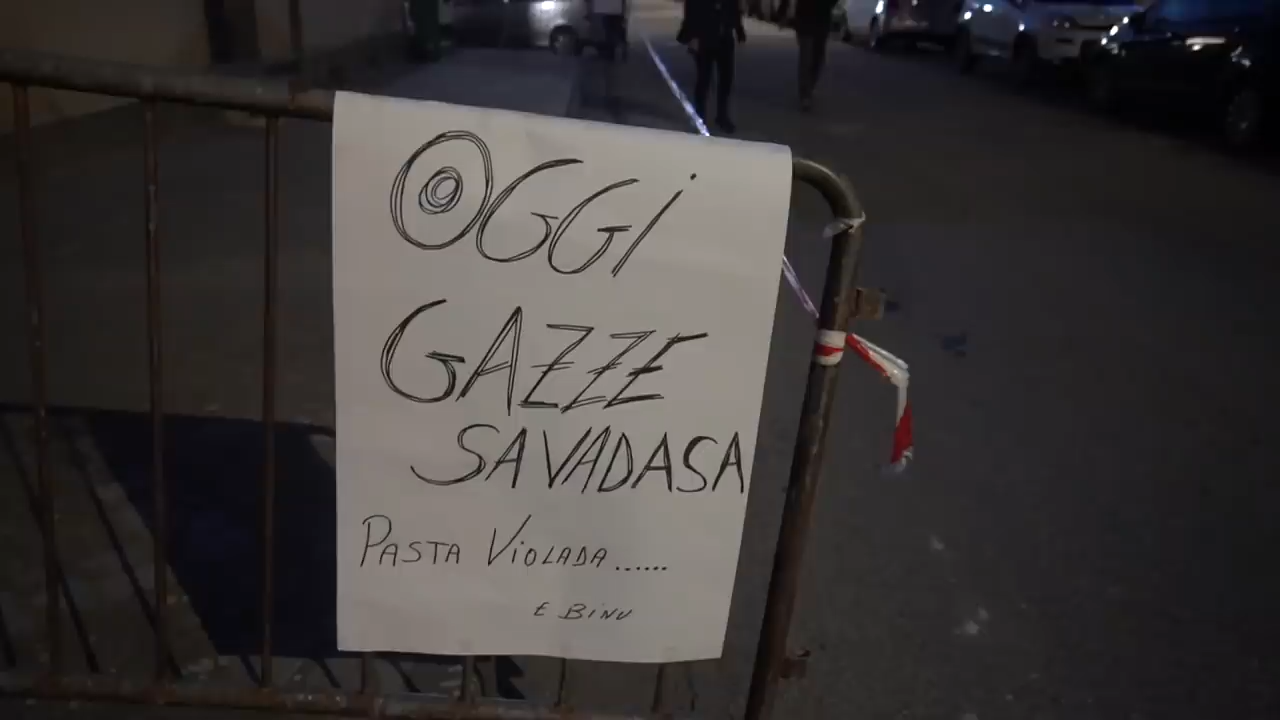 OGGI
GAZZE
SAVADASA
PASTA VIOLADA......
E BINU